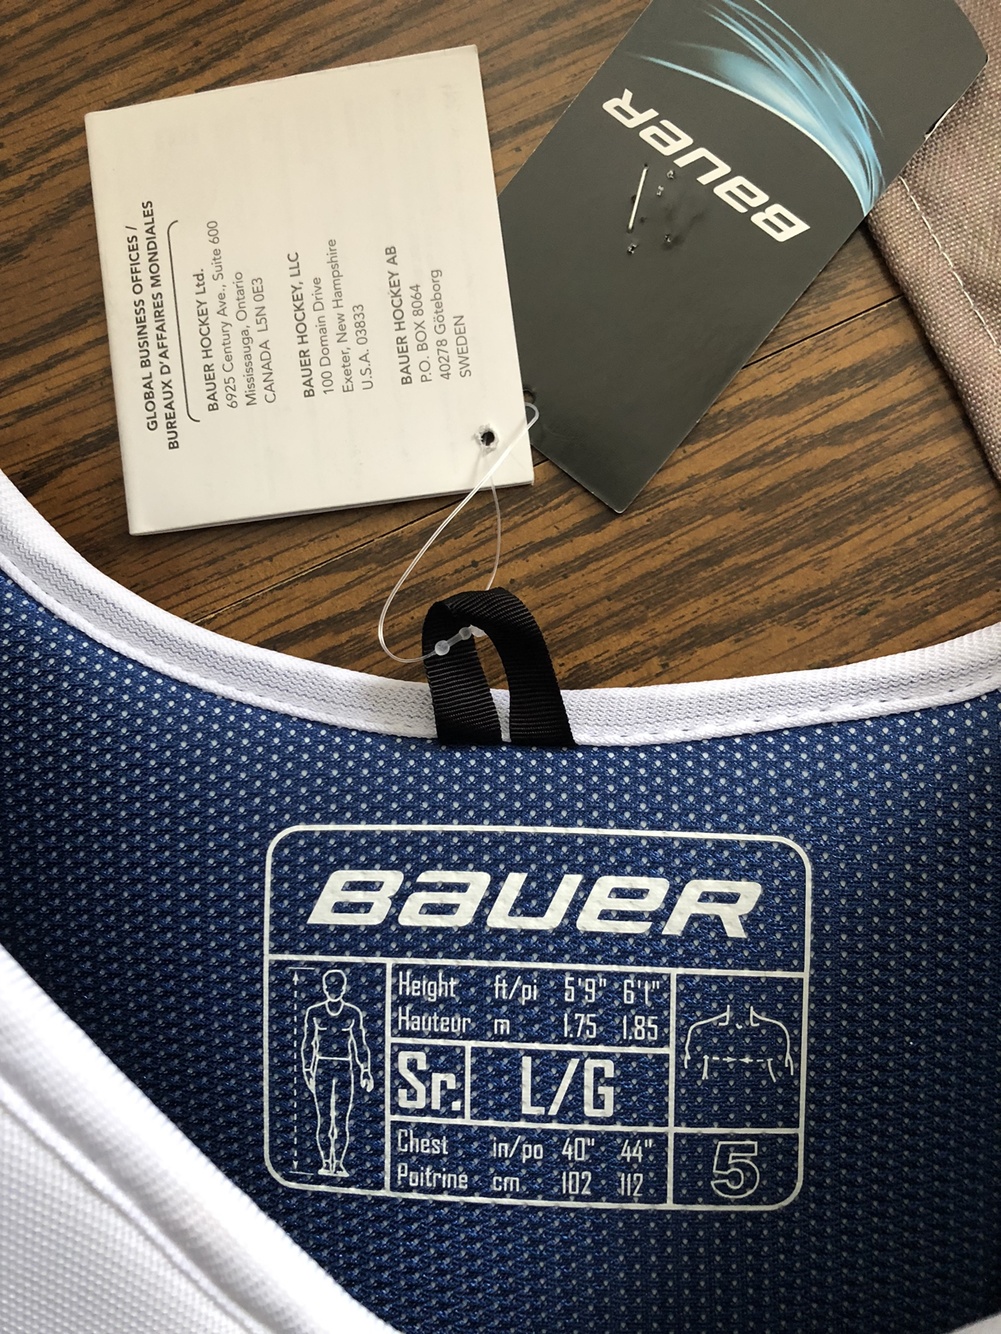 GLOBAL BUSINESS OFFICES /
BUREAUX D'AFFAIRES MONDIALES
BAUER HOCKEY Ltd.
6925 Century Ave., Suite 600
Mississauga, Ontario
CANADA L5N 0E3
BAUER HOCKEY, LLC
100 Domain Drive
Exeter, New Hampshire
U.S.A. 03833
BAUER HOCKEY AB
P.O. BOX 8064
40278 Göteborg
SWEDEN
BAUER
BAUER
Height ft/pi 5'9" 6'1"
Hauteur m 1.75 1.85
Sr. L/G
Chest in/po 40" 44"
Poitrine cm 102 112
5